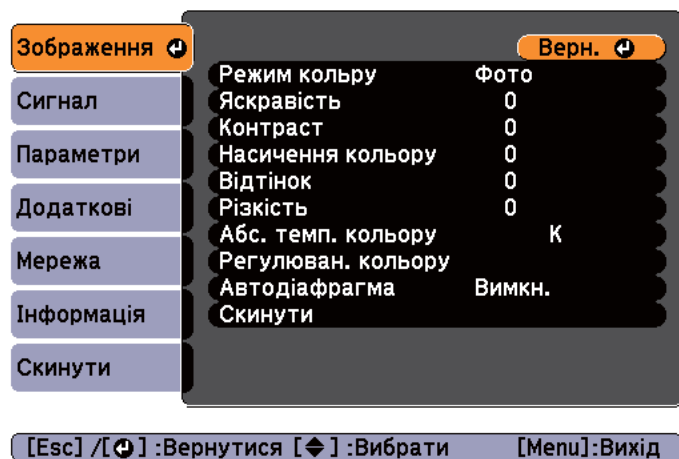 Зображення
Сигнал
Параметри
Додаткові
Мережа
Інформація
Скинути
Верн.
Режим кольру Фото
Яскравість 0
Контраст 0
Насичення кольору 0
Відтінок 0
Різкість 0
Абс. темп. кольору К
Регулюван. кольору
Автодіафрагма Вимкн.
Скинути
[Esc] /[ ] :Вернутися [ ] :Вибрати [Menu]:Вихід